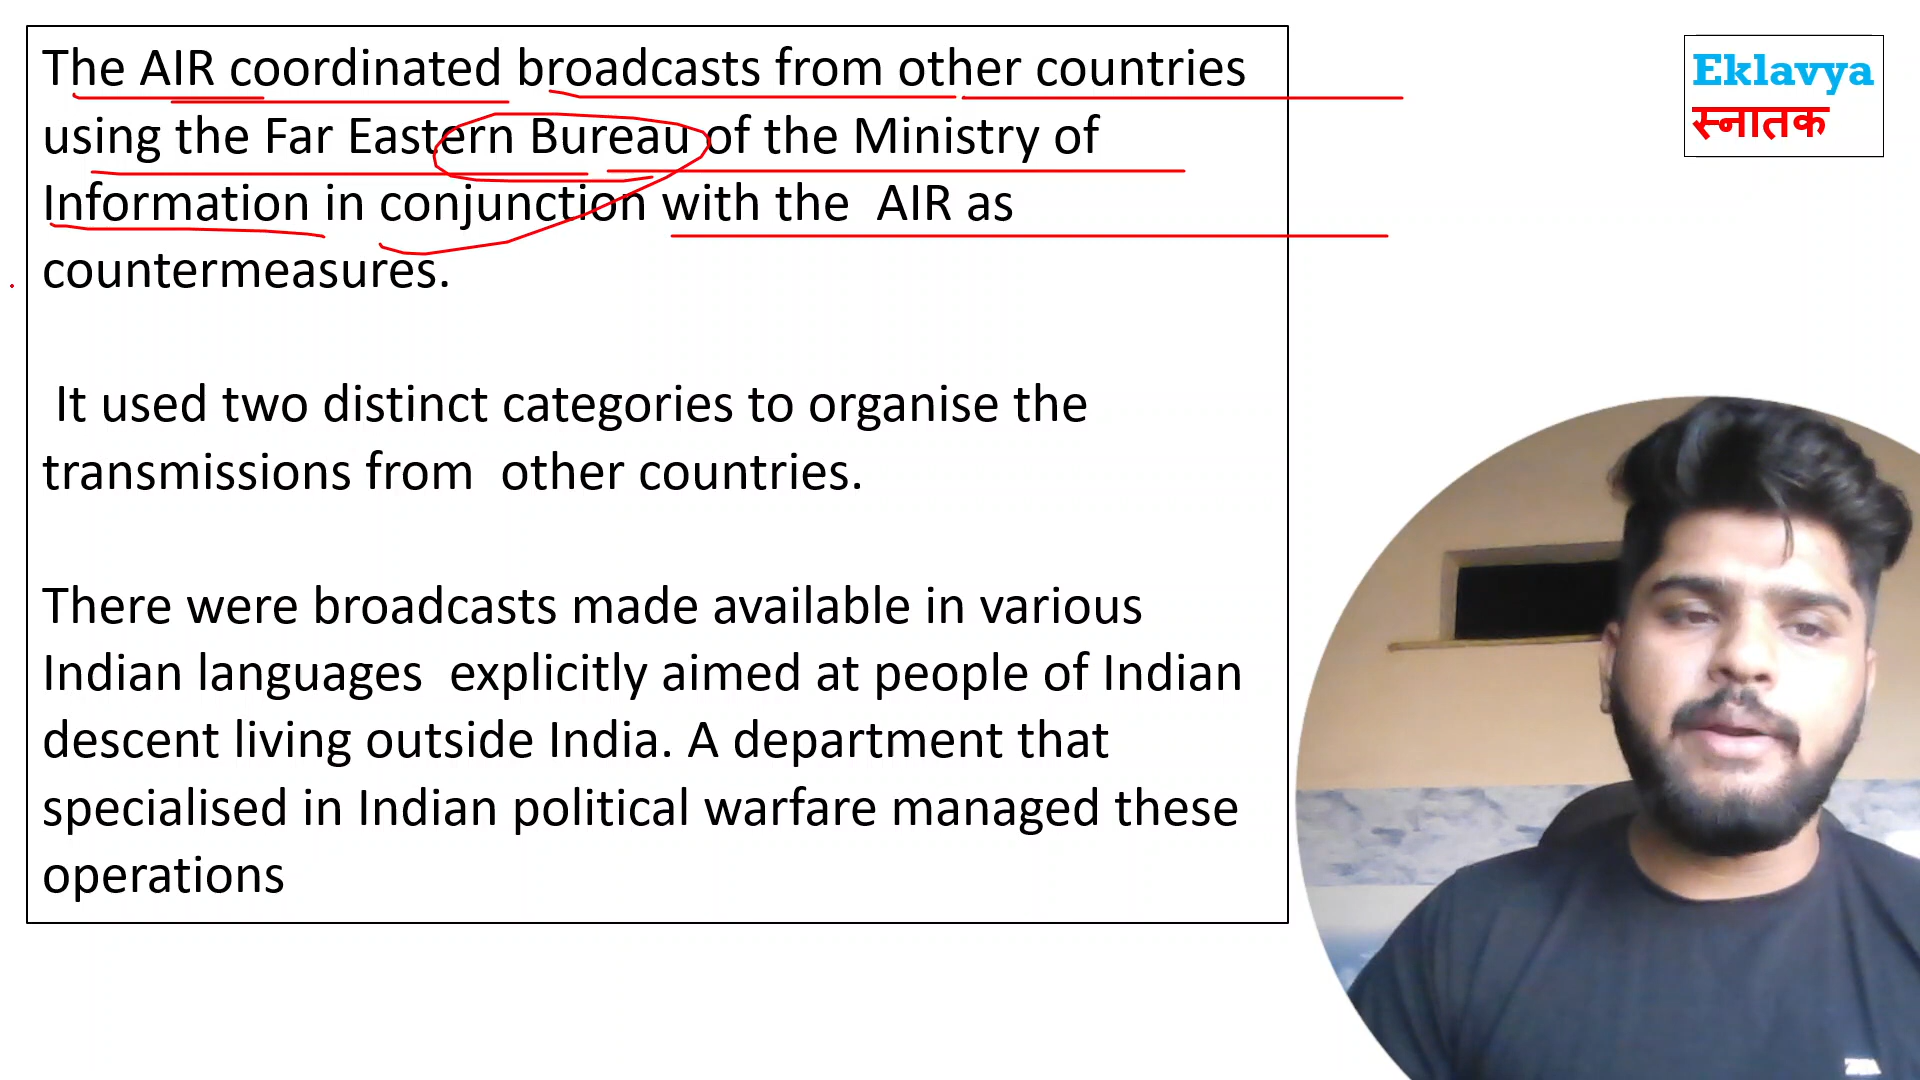 The AIR coordinated broadcasts from other countries
using the Far Eastern Bureau of the Ministry of
Information in conjunction with the  AIR as
countermeasures.
It used two distinct categories to organise the
transmissions from  other countries.
There were broadcasts made available in various
Indian languages  explicitly aimed at people of Indian
descent living outside India. A department that
specialised in Indian political warfare managed these
operations
Eklavya
स्नातक